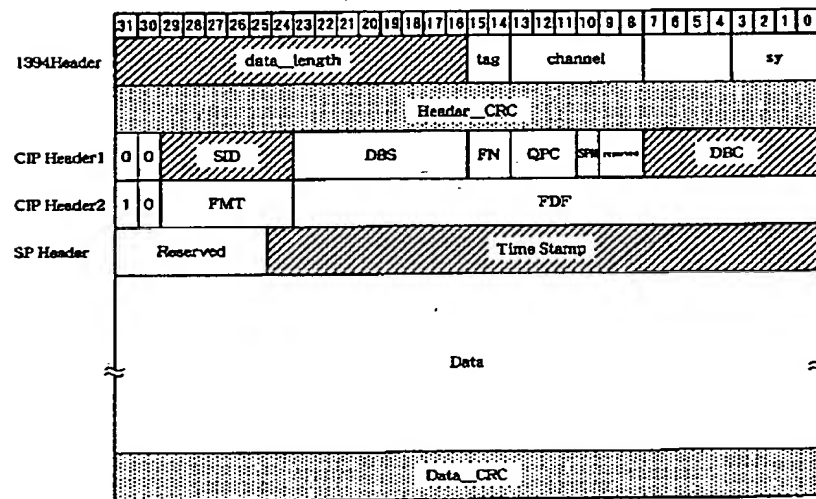 31 30 29 28 27 26 25 24 23 22 21 20 19 18 17 16 15 14 13 12 11 10 9 8 7 6 5 4 3 2 1 0
1394Header data_length tag channel sy
Header_CRC
CIP Header1 0 0 SID DBS FN QPC SPH reserved DBC
CIP Header2 1 0 FMT FDF
SP Header Reserved Time Stamp
Data
Data_CRC